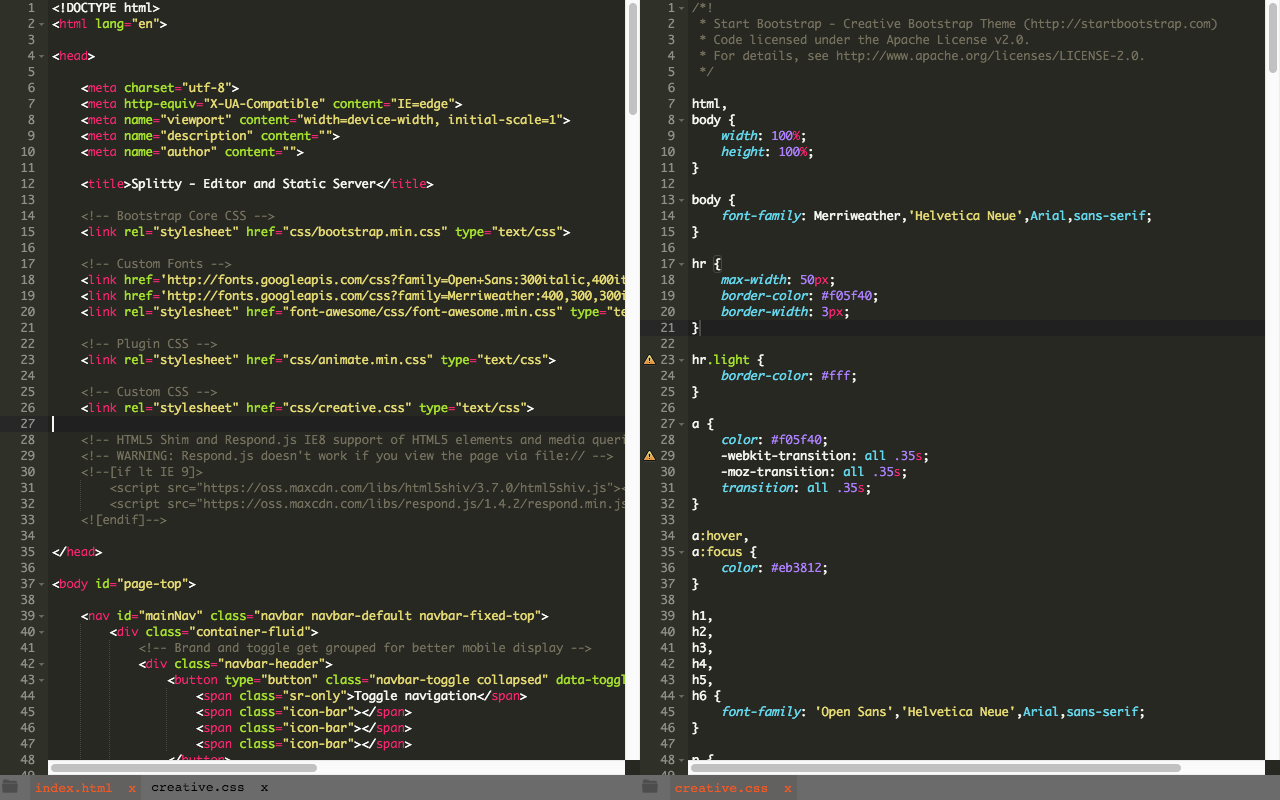 1 <!DOCTYPE html>
2 <html lang="en">
3
4 <head>
5
6 <meta charset="utf-8">
7 <meta http-equiv="X-UA-Compatible" content="IE=edge">
8 <meta name="viewport" content="width=device-width, initial-scale=1">
9 <meta name="description" content="">
10 <meta name="author" content="">
11
12 <title>Splitty - Editor and Static Server</title>
13
14 <!-- Bootstrap Core CSS -->
15 <link rel="stylesheet" href="css/bootstrap.min.css" type="text/css">
16
17 <!-- Custom Fonts -->
18 <link href='http://fonts.googleapis.com/css?family=Open+Sans:300italic,400it
19 <link href='http://fonts.googleapis.com/css?family=Merriweather:400,300,300i
20 <link rel="stylesheet" href="font-awesome/css/font-awesome.min.css" type="te
21
22 <!-- Plugin CSS -->
23 <link rel="stylesheet" href="css/animate.min.css" type="text/css">
24
25 <!-- Custom CSS -->
26 <link rel="stylesheet" href="css/creative.css" type="text/css">
27
28 <!-- HTML5 Shim and Respond.js IE8 support of HTML5 elements and media queri
29 <!-- WARNING: Respond.js doesn't work if you view the page via file:// -->
30 <!--[if lt IE 9]>
31 <script src="https://oss.maxcdn.com/libs/html5shiv/3.7.0/html5shiv.js"><
32 <script src="https://oss.maxcdn.com/libs/respond.js/1.4.2/respond.min.js
33 <![endif]-->
34
35 </head>
36
37 <body id="page-top">
38
39 <nav id="mainNav" class="navbar navbar-default navbar-fixed-top">
40 <div class="container-fluid">
41 <!-- Brand and toggle get grouped for better mobile display -->
42 <div class="navbar-header">
43 <button type="button" class="navbar-toggle collapsed" data-toggl
44 <span class="sr-only">Toggle navigation</span>
45 <span class="icon-bar"></span>
46 <span class="icon-bar"></span>
47 <span class="icon-bar"></span>
48 </button>
49
index.html x creative.css x
1 /*!
2 * Start Bootstrap - Creative Bootstrap Theme (http://startbootstrap.com)
3 * Code licensed under the Apache License v2.0.
4 * For details, see http://www.apache.org/licenses/LICENSE-2.0.
5 */
6
7 html,
8 body {
9 width: 100%;
10 height: 100%;
11 }
12
13 body {
14 font-family: Merriweather,'Helvetica Neue',Arial,sans-serif;
15 }
16
17 hr {
18 max-width: 50px;
19 border-color: #f05f40;
20 border-width: 3px;
21 }
22
23 hr.light {
24 border-color: #fff;
25 }
26
27 a {
28 color: #f05f40;
29 -webkit-transition: all .35s;
30 -moz-transition: all .35s;
31 transition: all .35s;
32 }
33
34 a:hover,
35 a:focus {
36 color: #eb3812;
37 }
38
39 h1,
40 h2,
41 h3,
42 h4,
43 h5,
44 h6 {
45 font-family: 'Open Sans','Helvetica Neue',Arial,sans-serif;
46 }
47
48 p {
49
creative.css x